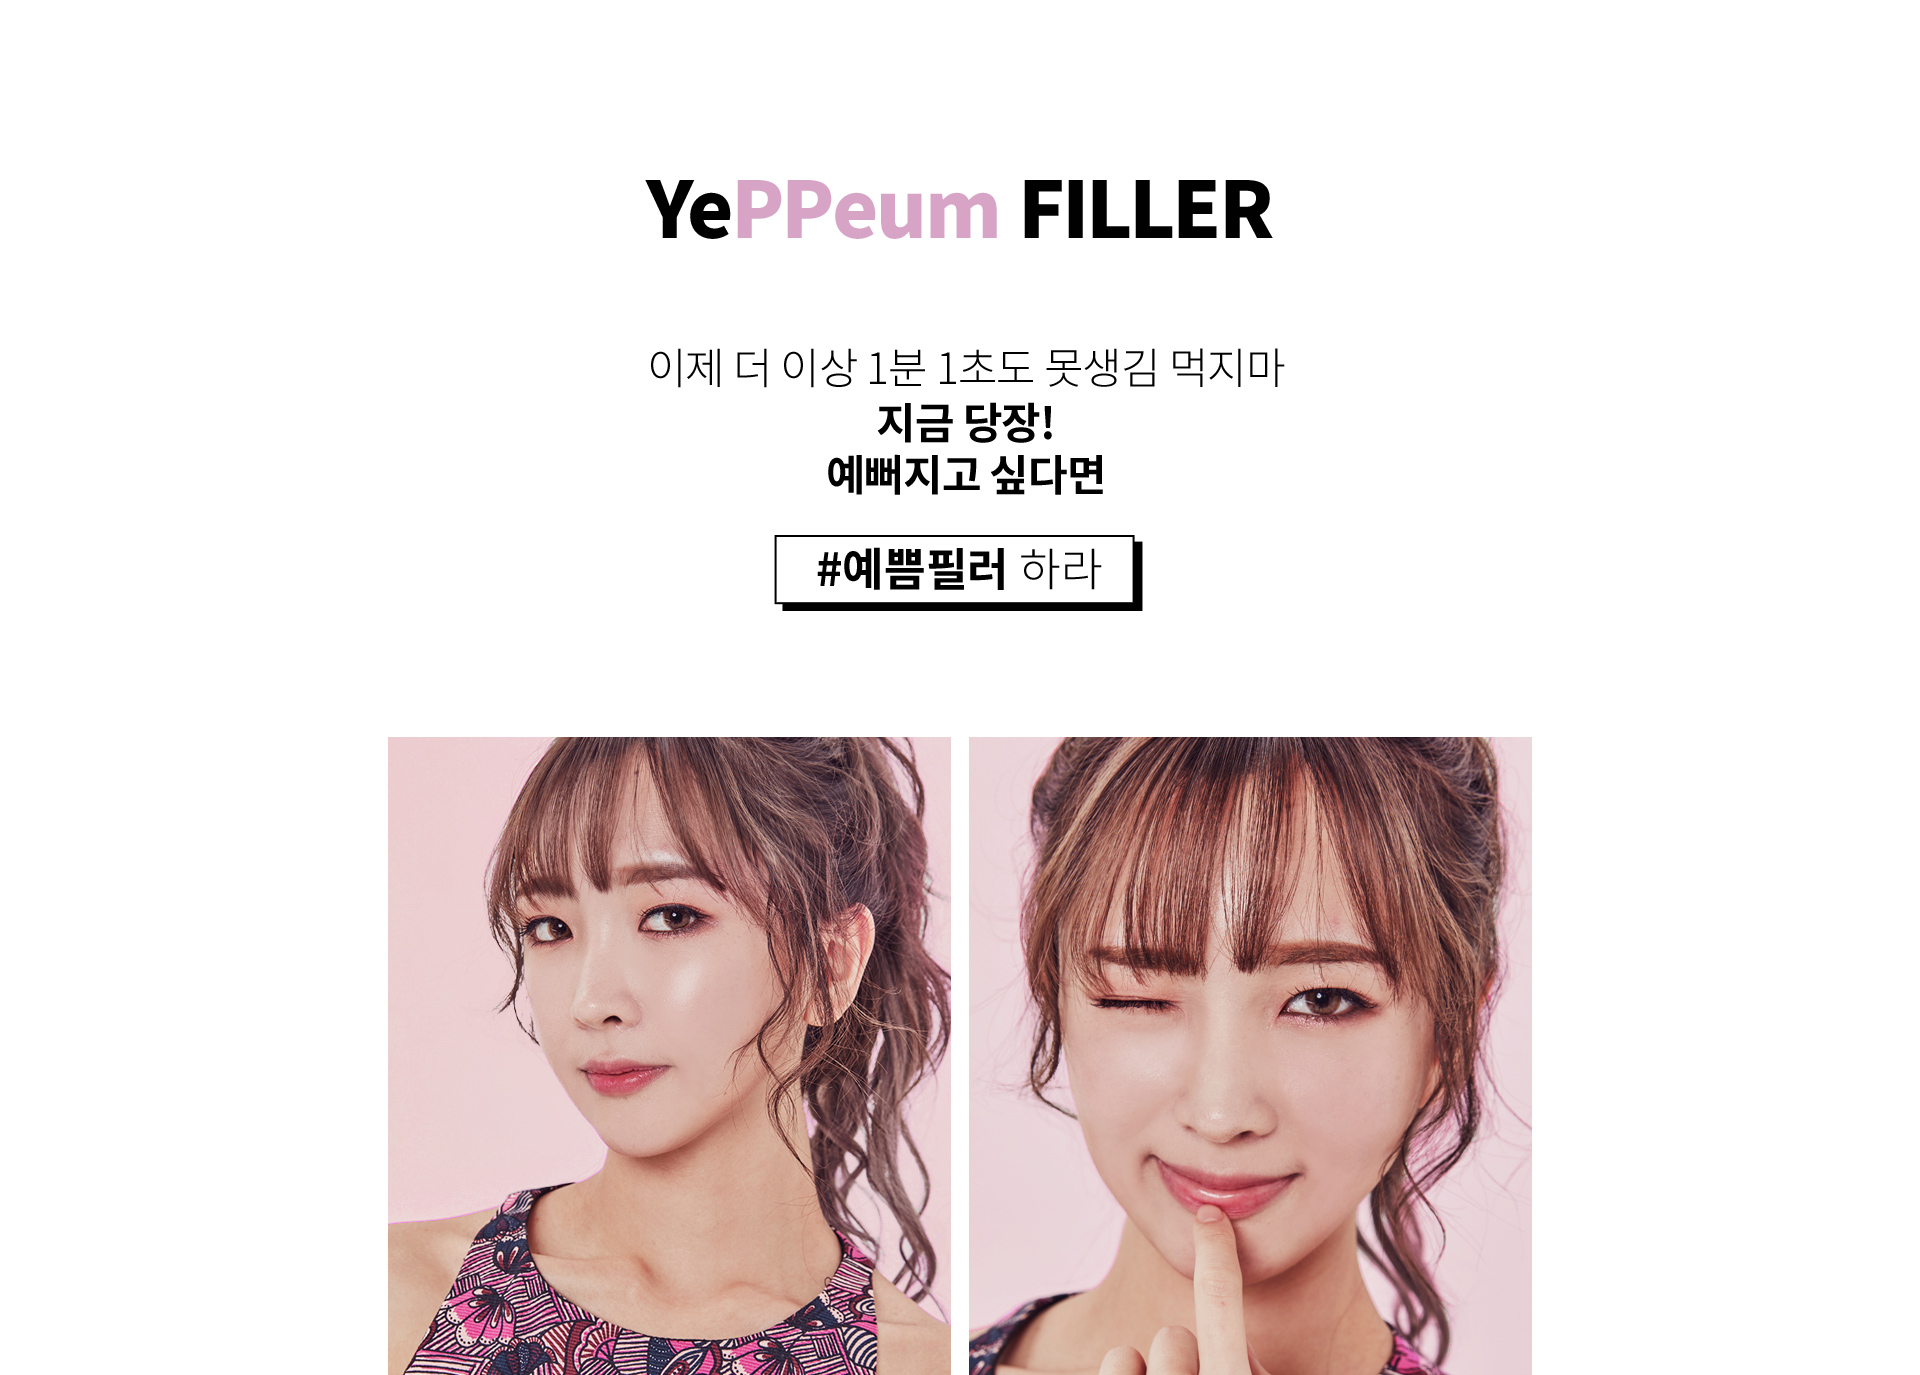 YePPeum FILLER
이제 더 이상 1분 1초도 못생김 먹지마
지금 당장!
예뻐지고 싶다면
#예쁨필러 하라